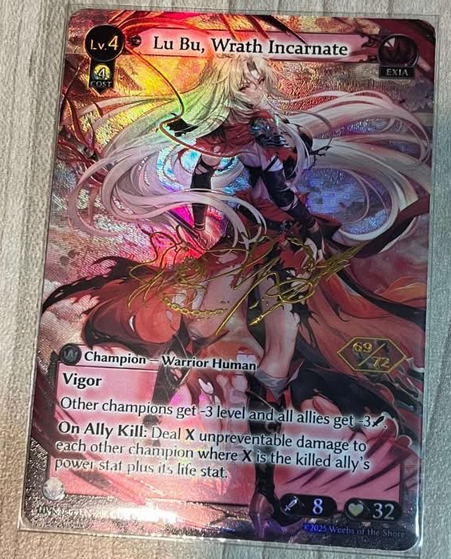 Lv.4
Lu Bu, Wrath Incarnate
4
COST
EXIA
69
72
Champion — Warrior Human
Vigor
Other champions get -3 level and all allies get -3.
On Ally Kill: Deal X unpreventable damage to
each other champion where X is the killed ally's
power stat plus its life stat.
8
32
©2025 Weebs of the Shore